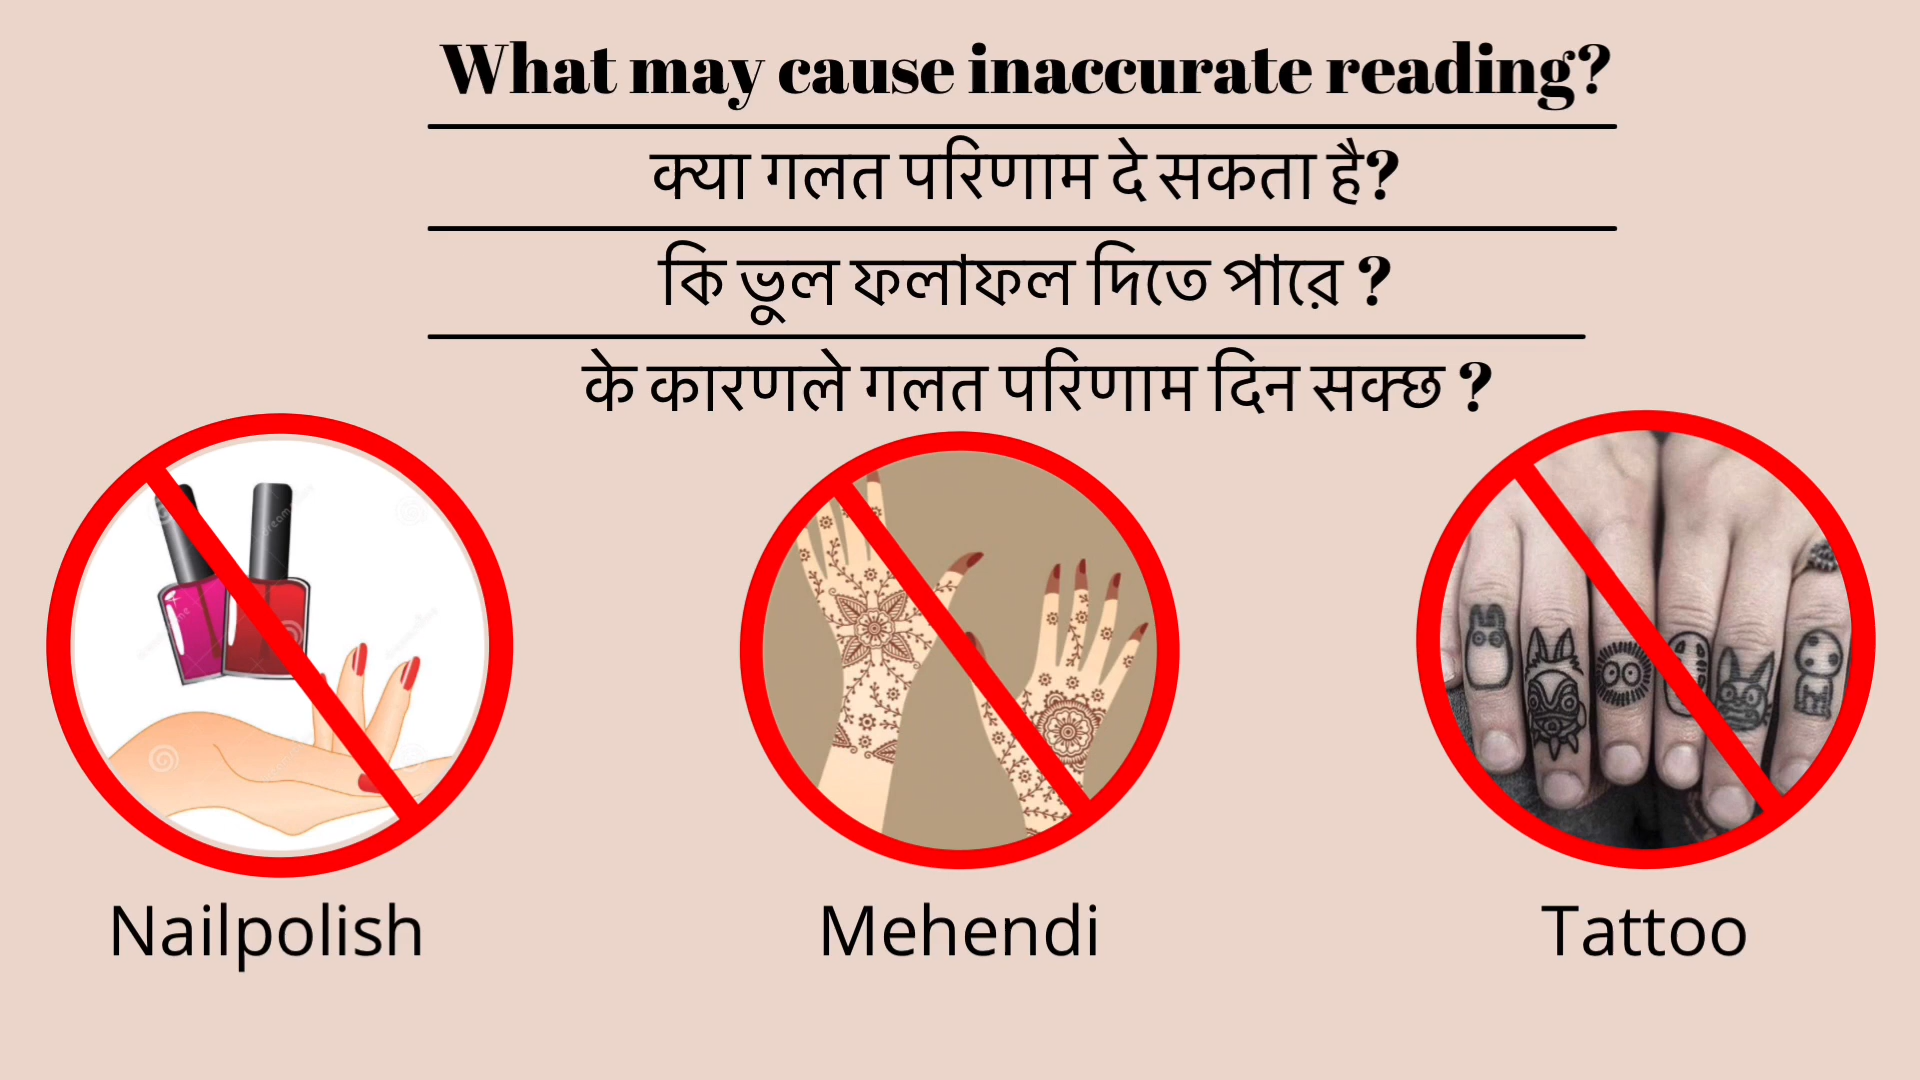 What may cause inaccurate reading?
क्या गलत परिणाम दे सकता है?
কি ভুল ফলাফল দিতে পারে ?
के कारणले गलत परिणाम दिन सक्छ ?
Nailpolish
Mehendi
Tattoo